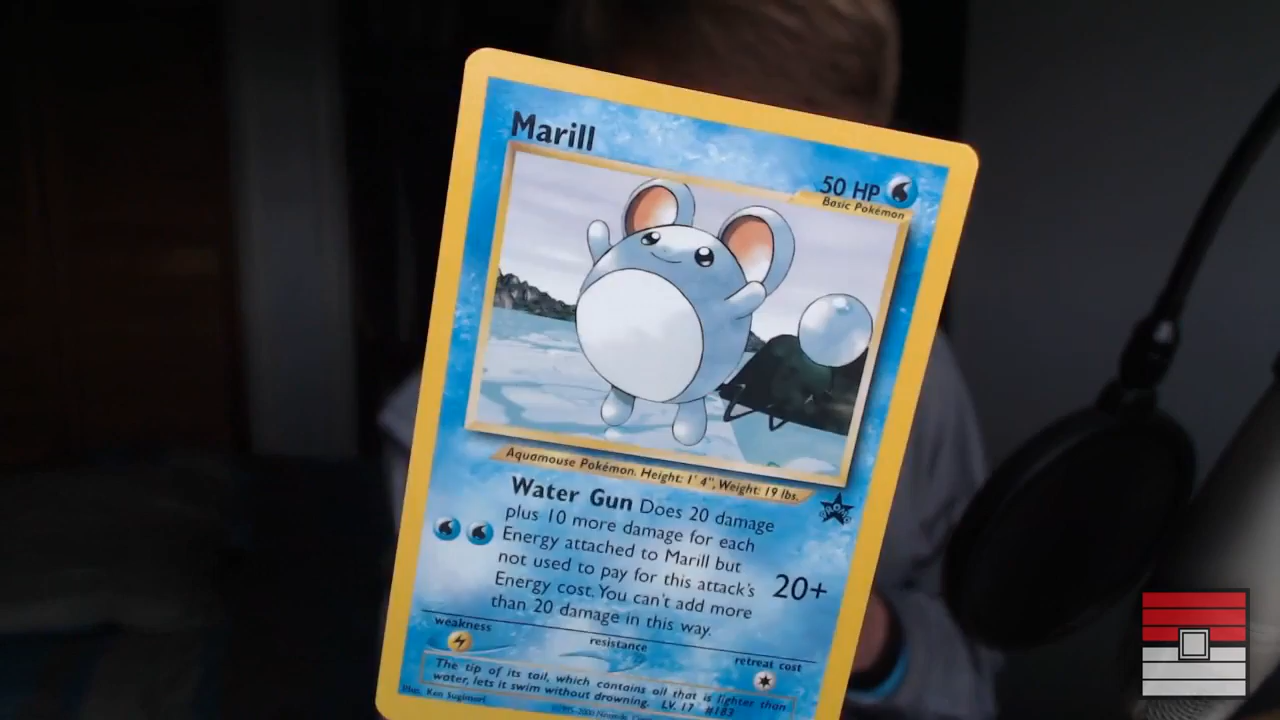 Marill
50 HP
Basic Pokémon
Aquamouse Pokémon. Height: 1' 4", Weight: 19 lbs.
PROMO
Water Gun Does 20 damage
plus 10 more damage for each
Energy attached to Marill but
not used to pay for this attack's
Energy cost. You can't add more
than 20 damage in this way.
20+
weakness
resistance
retreat cost
The tip of its tail, which contains oil that is lighter than
water, lets it swim without drowning. LV. 17 #183
Illus. Ken Sugimori
©1995-2000 Nintendo